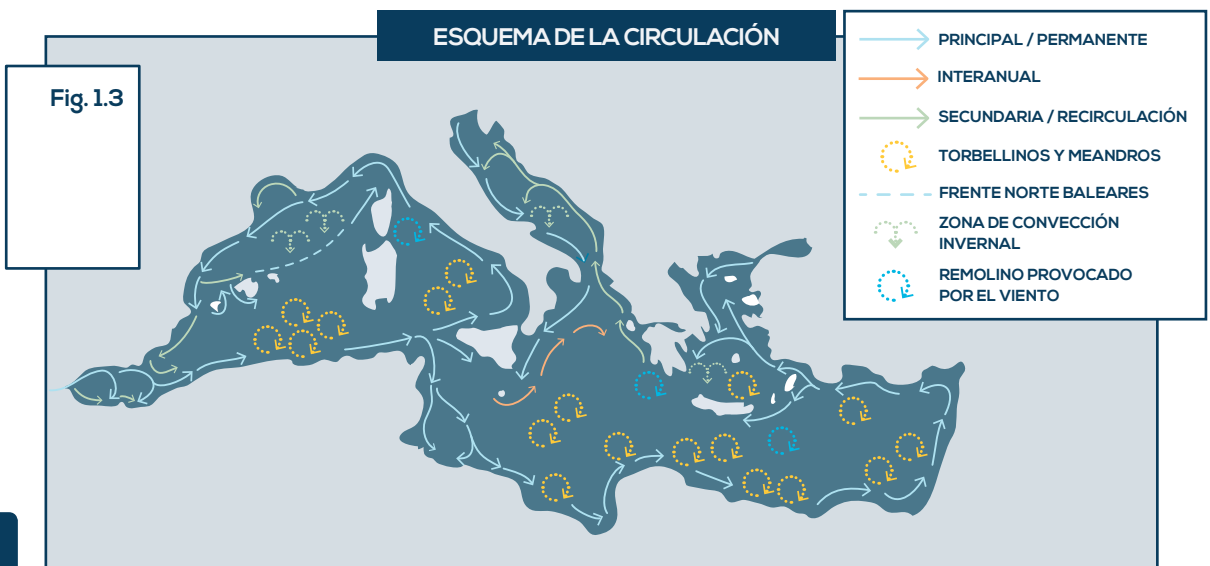 ESQUEMA DE LA CIRCULACIÓN
Fig. 1.3
PRINCIPAL / PERMANENTE
INTERANUAL
SECUNDARIA / RECIRCULACIÓN
TORBELLINOS Y MEANDROS
FRENTE NORTE BALEARES
ZONA DE CONVECCIÓN
INVERNAL
REMOLINO PROVOCADO
POR EL VIENTO